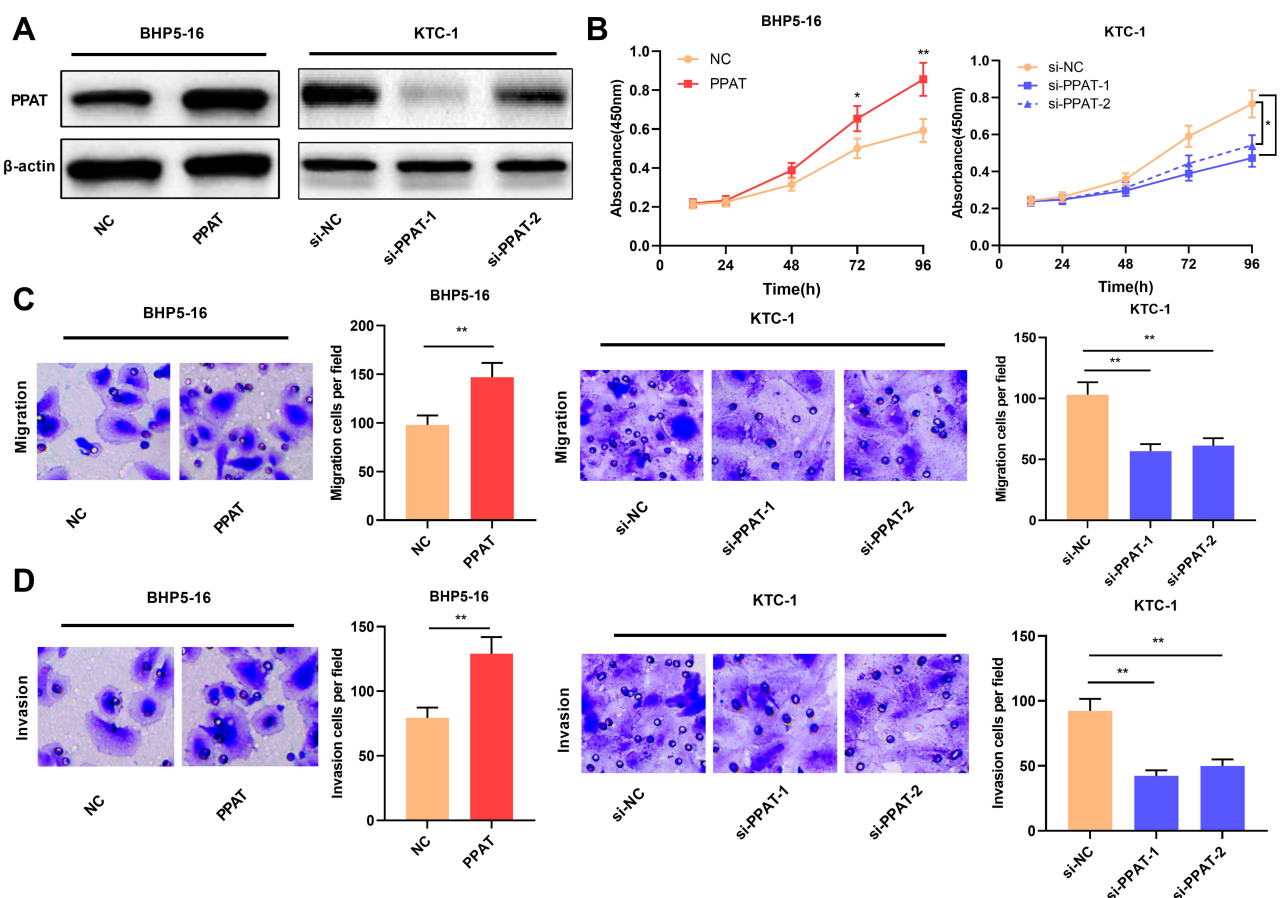 A
BHP5-16
KTC-1
PPAT
β-actin
NC
PPAT
si-NC
si-PPAT-1
si-PPAT-2
B
BHP5-16
NC
PPAT
Absorbance(450nm)
1.0
0.8
0.6
0.4
0.2
0.0
*
**
0
24
48
72
96
Time(h)
KTC-1
si-NC
si-PPAT-1
si-PPAT-2
Absorbance(450nm)
1.0
0.8
0.6
0.4
0.2
0.0
*
0
24
48
72
96
Time(h)
C
BHP5-16
Migration
NC
PPAT
BHP5-16
Migration cells per field
200
150
100
50
0
**
NC
PPAT
KTC-1
Migration
si-NC
si-PPAT-1
si-PPAT-2
KTC-1
Migration cells per field
150
100
50
0
**
**
si-NC
si-PPAT-1
si-PPAT-2
D
BHP5-16
Invasion
NC
PPAT
BHP5-16
Invasion cells per field
150
100
50
0
**
NC
PPAT
KTC-1
Invasion
si-NC
si-PPAT-1
si-PPAT-2
KTC-1
Invasion cells per field
150
100
50
0
**
**
si-NC
si-PPAT-1
si-PPAT-2